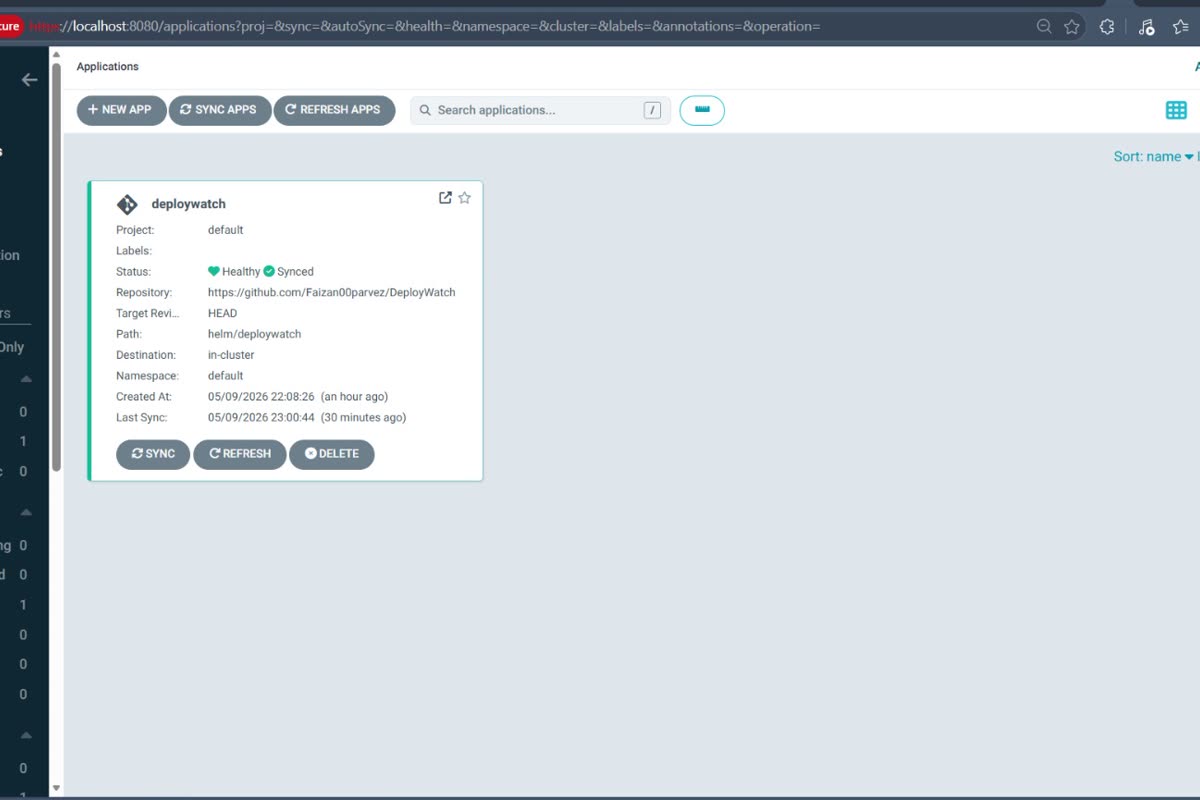 cure https://localhost:8080/applications?proj=&sync=&autoSync=&health=&namespace=&cluster=&labels=&annotations=&operation=
Applications
+ NEW APP SYNC APPS REFRESH APPS Search applications... /
Sort: name
deploywatch
Project: default
Labels:
Status: Healthy Synced
Repository: https://github.com/Faizan00parvez/DeployWatch
Target Revi... HEAD
Path: helm/deploywatch
Destination: in-cluster
Namespace: default
Created At: 05/09/2026 22:08:26 (an hour ago)
Last Sync: 05/09/2026 23:00:44 (30 minutes ago)
SYNC REFRESH DELETE
s
ion
rs
Only
0
1
c 0
ng 0
d 0
1
0
0
0
0
1